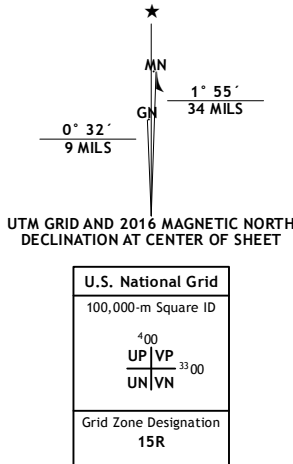 ★
MN
1° 55´
34 MILS
GN
0° 32´
9 MILS
UTM GRID AND 2016 MAGNETIC NORTH
DECLINATION AT CENTER OF SHEET
U.S. National Grid
100,000-m Square ID
400
UP VP
3300
UN VN
Grid Zone Designation
15R